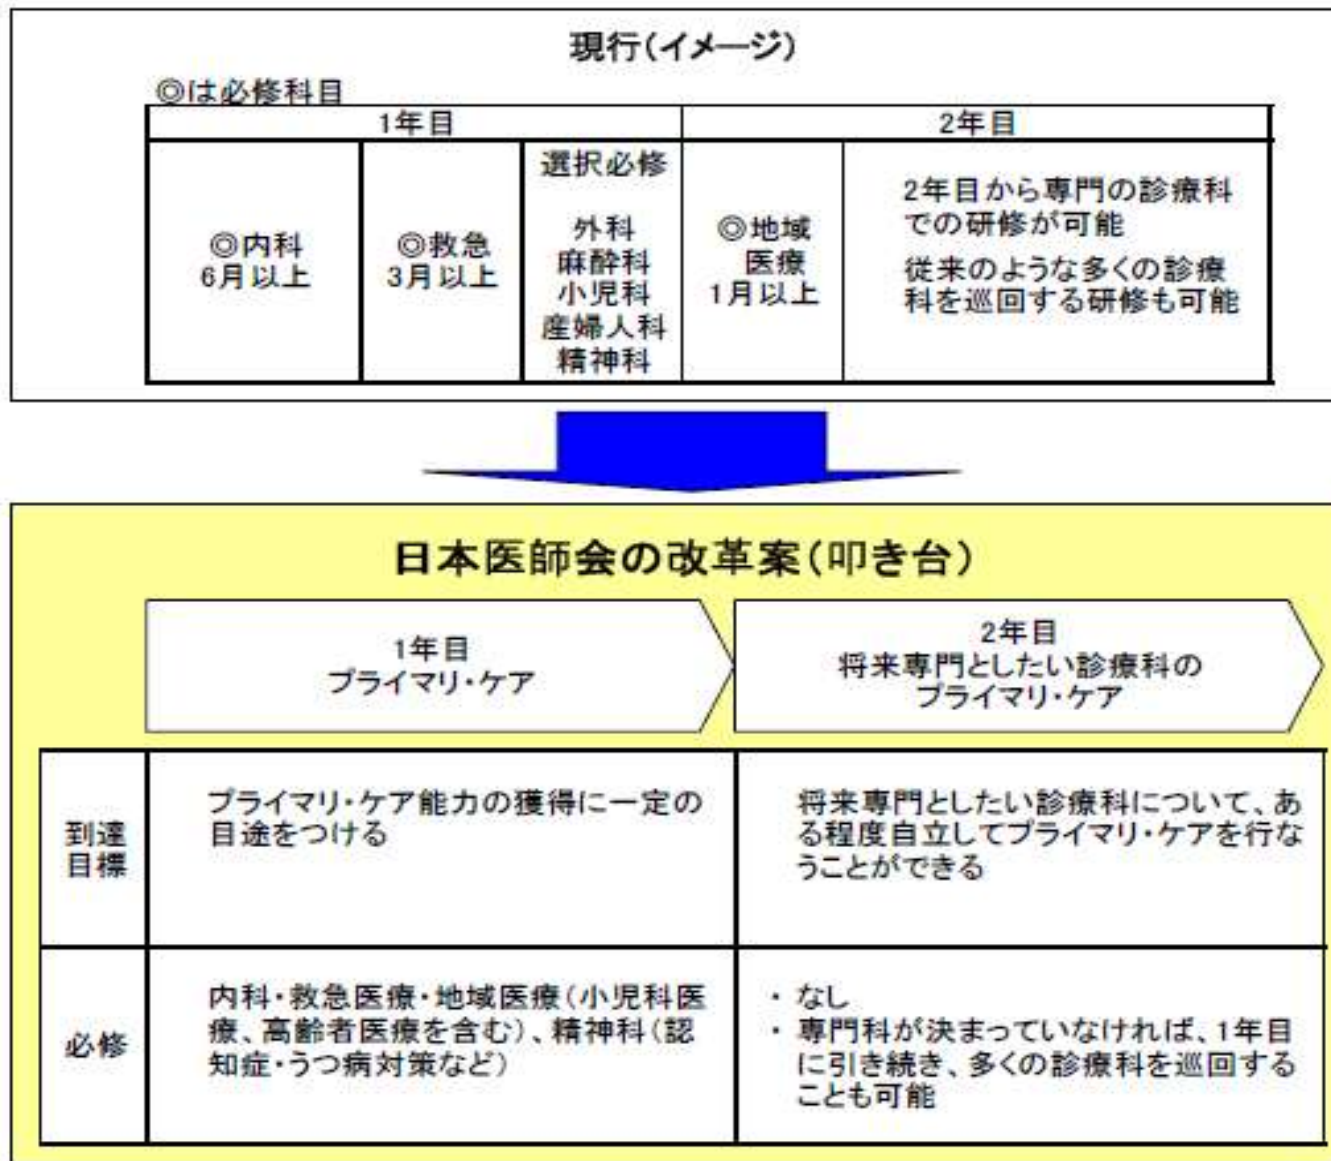 現行(イメージ)
◎は必修科目
1年目
2年目
◎内科
6月以上
◎救急
3月以上
選択必修
外科
麻酔科
小児科
産婦人科
精神科
◎地域
医療
1月以上
2年目から専門の診療科
での研修が可能
従来のような多くの診療
科を巡回する研修も可能
日本医師会の改革案(叩き台)
1年目
プライマリ・ケア
2年目
将来専門としたい診療科の
プライマリ・ケア
到達
目標
プライマリ・ケア能力の獲得に一定の
目途をつける
将来専門としたい診療科について、あ
る程度自立してプライマリ・ケアを行な
うことができる
必修
内科・救急医療・地域医療(小児科医
療、高齢者医療を含む)、精神科(認
知症・うつ病対策など)
・ なし
・ 専門科が決まっていなければ、1年目
に引き続き、多くの診療科を巡回する
ことも可能